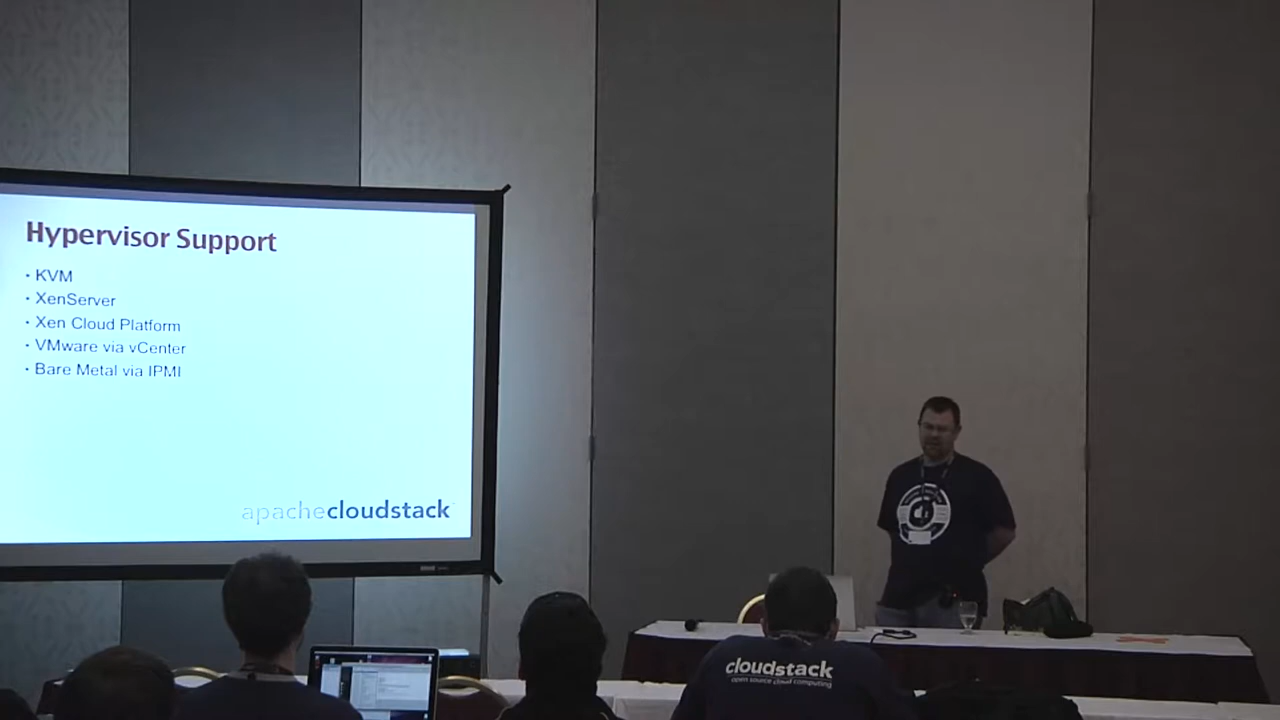 Hypervisor Support
• KVM
• XenServer
• Xen Cloud Platform
• VMware via vCenter
• Bare Metal via IPMI
apachecloudstack
cloudstack
open source cloud computing